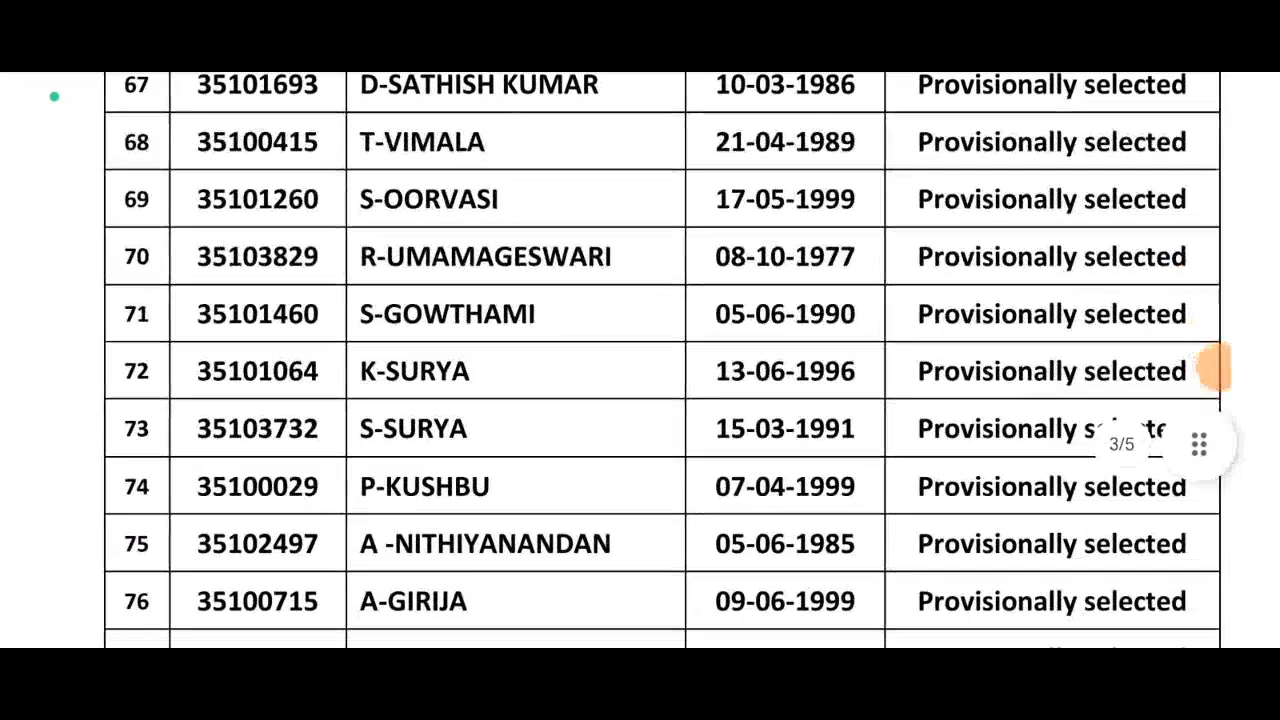 67 35101693 D-SATHISH KUMAR 10-03-1986 Provisionally selected
68 35100415 T-VIMALA 21-04-1989 Provisionally selected
69 35101260 S-OORVASI 17-05-1999 Provisionally selected
70 35103829 R-UMAMAGESWARI 08-10-1977 Provisionally selected
71 35101460 S-GOWTHAMI 05-06-1990 Provisionally selected
72 35101064 K-SURYA 13-06-1996 Provisionally selected
73 35103732 S-SURYA 15-03-1991 Provisionally
3/5
74 35100029 P-KUSHBU 07-04-1999 Provisionally selected
75 35102497 A -NITHIYANANDAN 05-06-1985 Provisionally selected
76 35100715 A-GIRIJA 09-06-1999 Provisionally selected